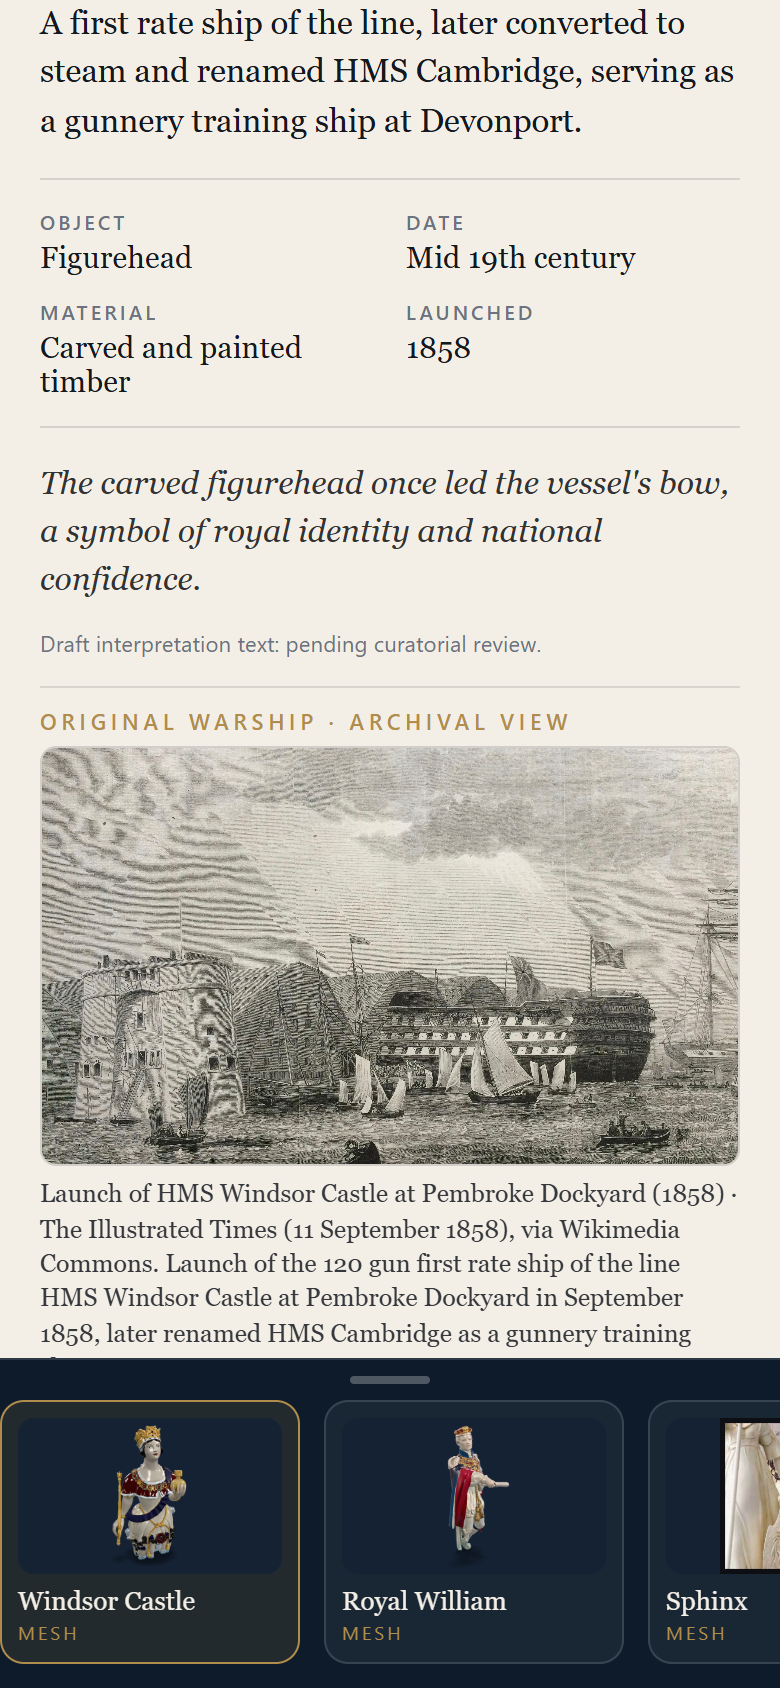 A first rate ship of the line, later converted to
steam and renamed HMS Cambridge, serving as
a gunnery training ship at Devonport.
OBJECT
Figurehead
DATE
Mid 19th century
MATERIAL
Carved and painted
timber
LAUNCHED
1858
The carved figurehead once led the vessel's bow,
a symbol of royal identity and national
confidence.
Draft interpretation text: pending curatorial review.
ORIGINAL WARSHIP · ARCHIVAL VIEW
Launch of HMS Windsor Castle at Pembroke Dockyard (1858) ·
The Illustrated Times (11 September 1858), via Wikimedia
Commons. Launch of the 120 gun first rate ship of the line
HMS Windsor Castle at Pembroke Dockyard in September
1858, later renamed HMS Cambridge as a gunnery training
Windsor Castle
MESH
Royal William
MESH
Sphinx
MESH